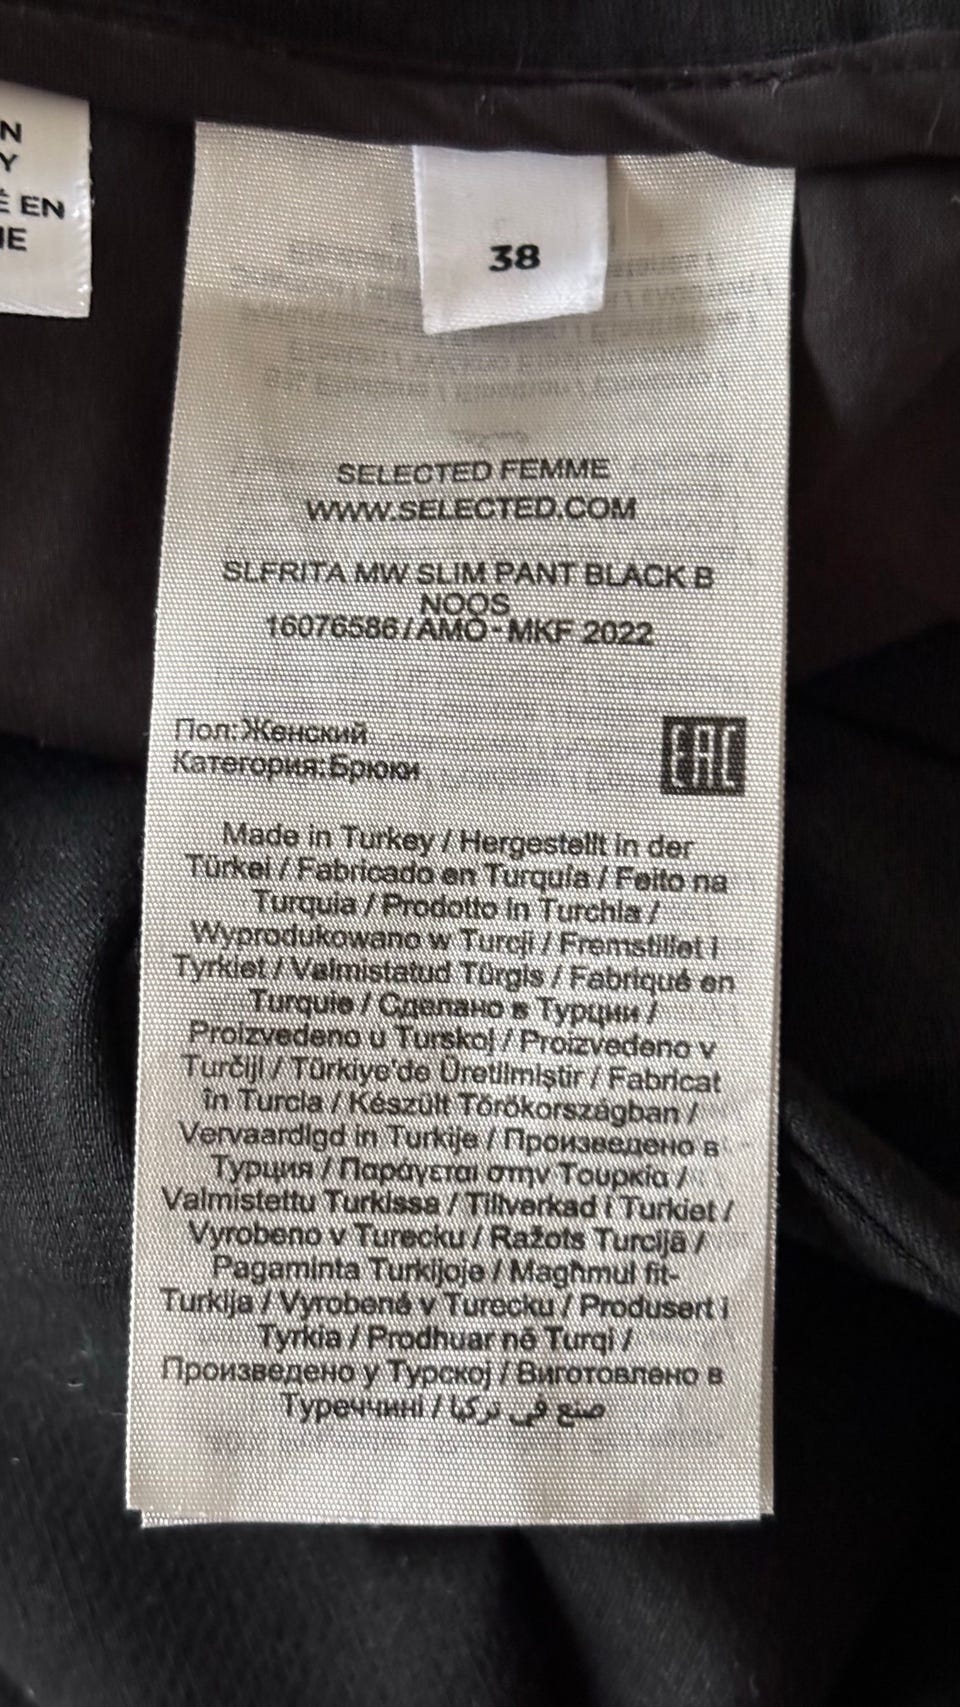 N
Y
É EN
IE
38
SELECTED FEMME
WWW.SELECTED.COM
SLFRITA MW SLIM PANT BLACK B
NOOS
16076586 / AMO - MKF 2022
Пол:Женский
Категория:Брюки
EAC
Made in Turkey / Hergestellt in der
Türkei / Fabricado en Turquía / Feito na
Turquia / Prodotto in Turchia /
Wyprodukowano w Turcji / Fremstillet i
Tyrkiet / Valmistatud Türgis / Fabriqué en
Turquie / Сделано в Турции /
Proizvedeno u Turskoj / Proizvedeno v
Turčiji / Türkiye'de Üretilmiştir / Fabricat
în Turcia / Készült Törökországban /
Vervaardigd in Turkije / Произведено в
Турция / Παράγεται στην Τουρκία /
Valmistettu Turkissa / Tillverkad i Turkiet /
Vyrobeno v Turecku / Ražots Turcijā /
Pagaminta Turkijoje / Magħmul fit-
Turkija / Vyrobené v Turecku / Produsert i
Tyrkia / Prodhuar në Turqi /
Произведено у Турској / Виготовлено в
Туреччині / صنع في تركيا